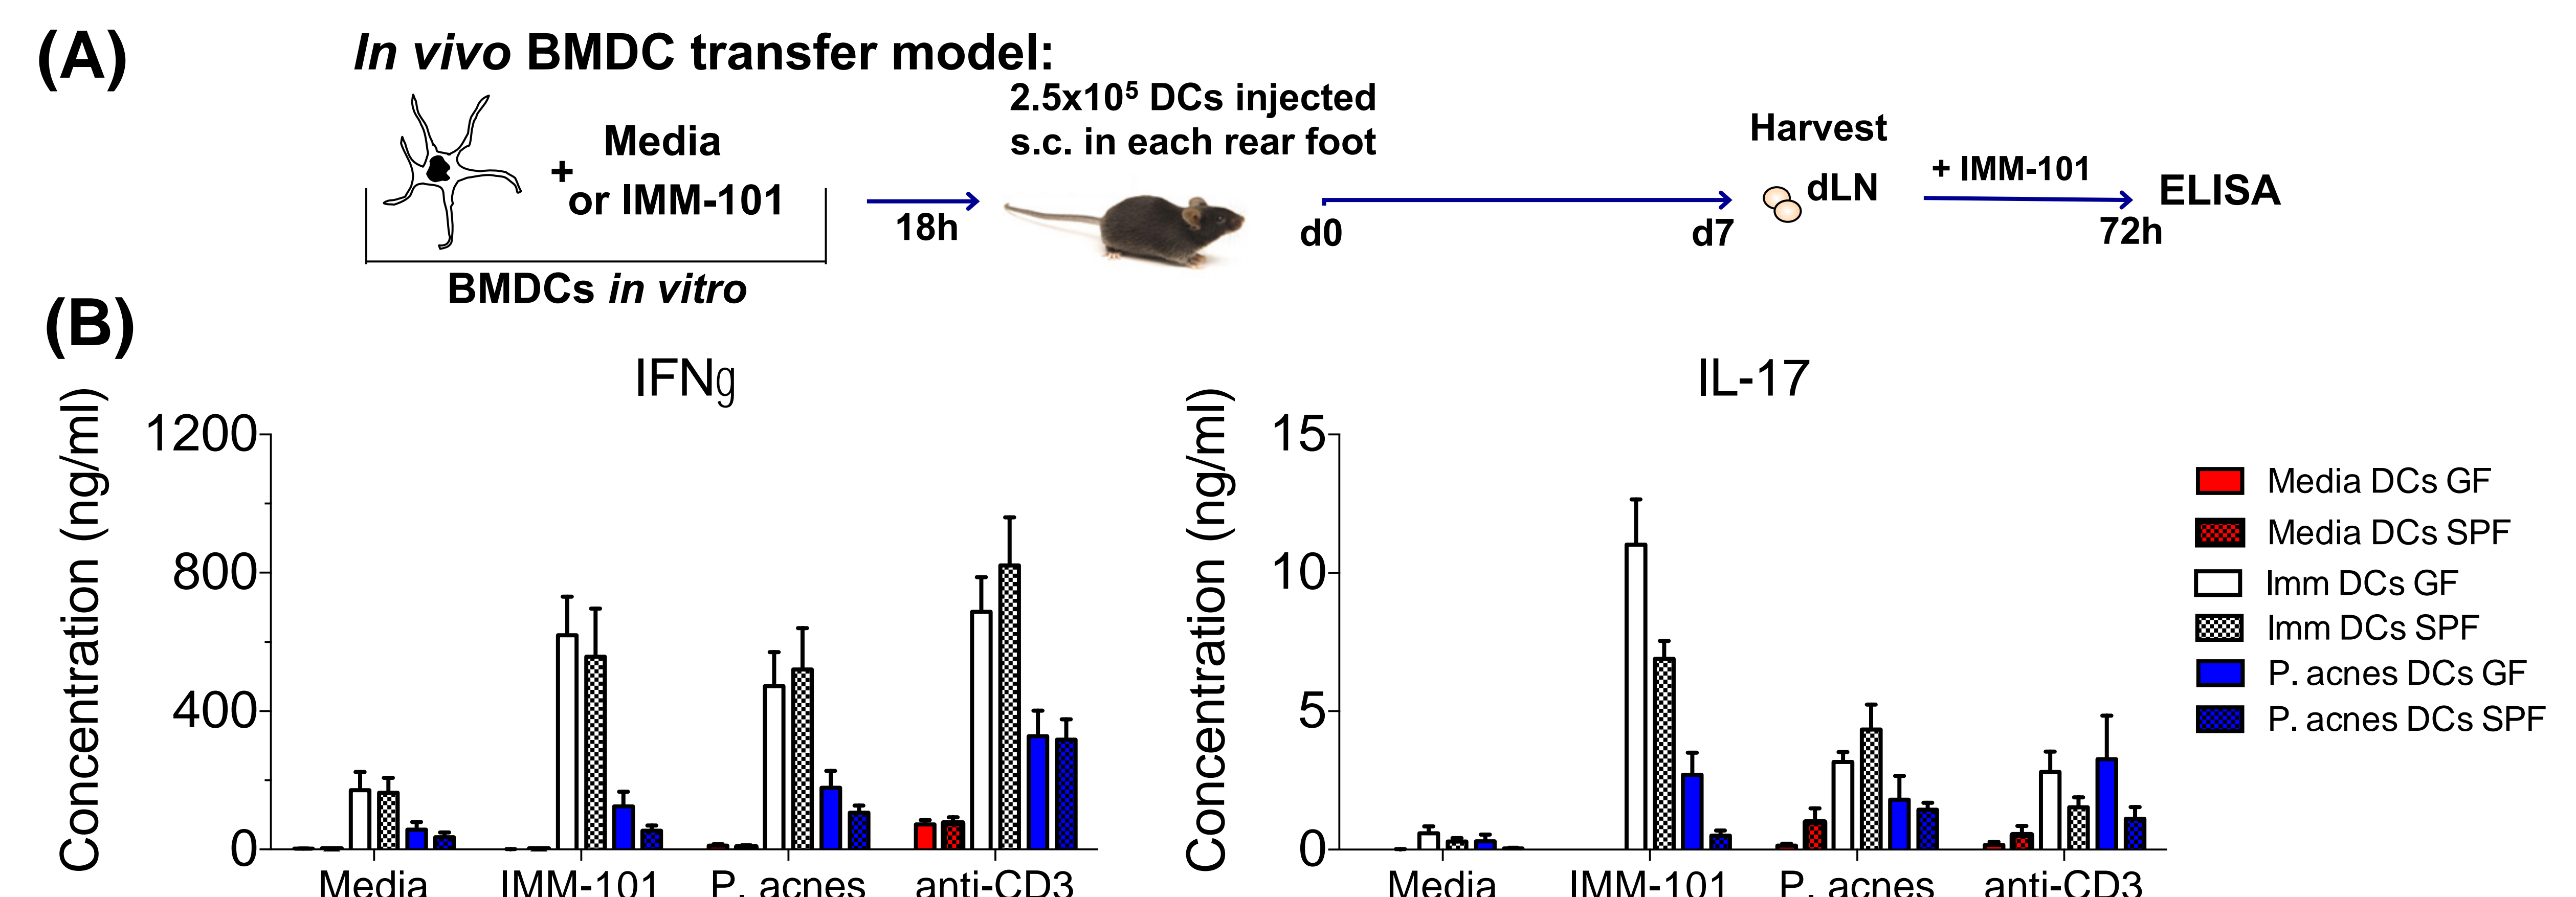 (A)
In vivo BMDC transfer model:
2.5x10⁵ DCs injected
s.c. in each rear foot
+
Media
or IMM-101
BMDCs in vitro
18h
d0
d7
Harvest
dLN
+ IMM-101
72h
ELISA
(B)
IFNg
Concentration (ng/ml)
1200
800
400
0
Media
IMM-101
P. acnes
anti-CD3
IL-17
Concentration (ng/ml)
15
10
5
0
Media
IMM-101
P. acnes
anti-CD3
Media DCs GF
Media DCs SPF
Imm DCs GF
Imm DCs SPF
P. acnes DCs GF
P. acnes DCs SPF